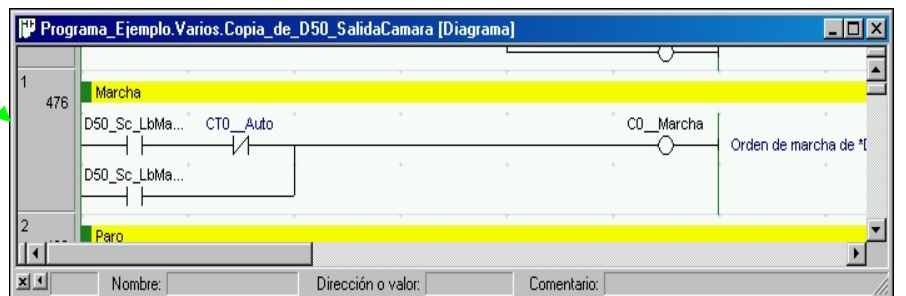 Programa_Ejemplo.Varios.Copia_de_D50_SalidaCamara [Diagrama]
1
476
Marcha
D50_Sc_LbMa... CT0__Auto C0__Marcha
Orden de marcha de
D50_Sc_LbMa...
2
Paro
Nombre: Dirección o valor: Comentario: